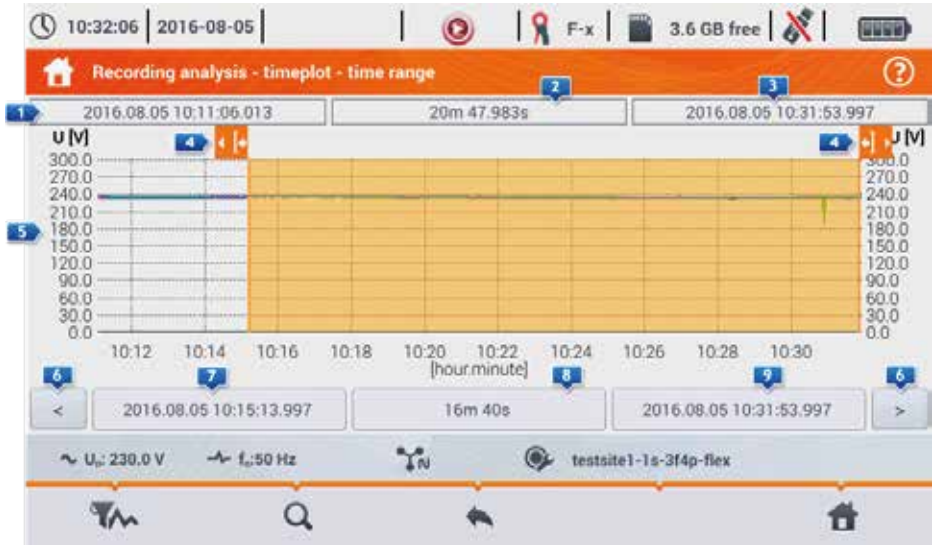 10:32:06 2016-08-05 F-x 3.6 GB free
Recording analysis - timeplot - time range ?
2 3
1 2016.08.05 10:11:06.013 20m 47.983s 2016.08.05 10:31:53.997
U [V] 4 4 U [V]
300.0 300.0
270.0 270.0
240.0 240.0
210.0 210.0
5 180.0 180.0
150.0 150.0
120.0 120.0
90.0 90.0
60.0 60.0
30.0 30.0
0.0 0.0
10:12 10:14 10:16 10:18 10:20 10:22 10:24 10:26 10:28 10:30
[hour:minute]
6 7 8 9 6
< 2016.08.05 10:15:13.997 16m 40s 2016.08.05 10:31:53.997 >
Un: 230.0 V fn:50 Hz N testsite1-1s-3f4p-flex